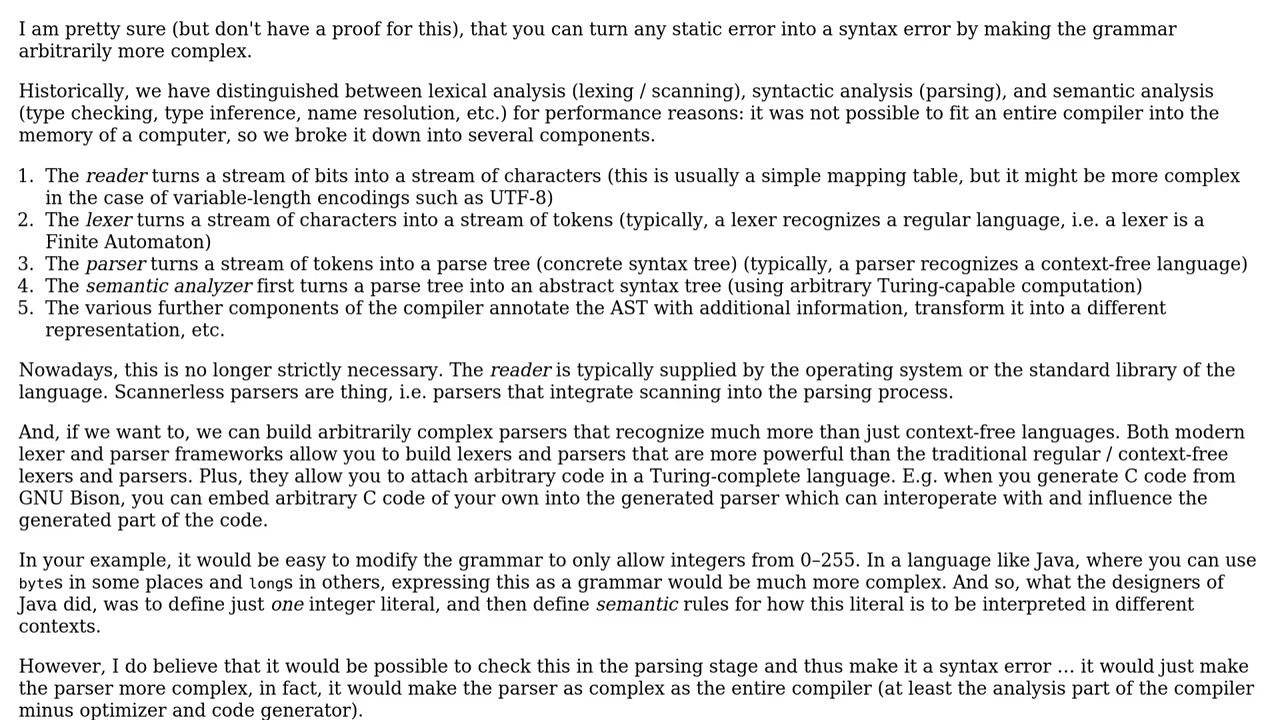 I am pretty sure (but don't have a proof for this), that you can turn any static error into a syntax error by making the grammar
arbitrarily more complex.
Historically, we have distinguished between lexical analysis (lexing / scanning), syntactic analysis (parsing), and semantic analysis
(type checking, type inference, name resolution, etc.) for performance reasons: it was not possible to fit an entire compiler into the
memory of a computer, so we broke it down into several components.
1. The reader turns a stream of bits into a stream of characters (this is usually a simple mapping table, but it might be more complex
in the case of variable-length encodings such as UTF-8)
2. The lexer turns a stream of characters into a stream of tokens (typically, a lexer recognizes a regular language, i.e. a lexer is a
Finite Automaton)
3. The parser turns a stream of tokens into a parse tree (concrete syntax tree) (typically, a parser recognizes a context-free language)
4. The semantic analyzer first turns a parse tree into an abstract syntax tree (using arbitrary Turing-capable computation)
5. The various further components of the compiler annotate the AST with additional information, transform it into a different
representation, etc.
Nowadays, this is no longer strictly necessary. The reader is typically supplied by the operating system or the standard library of the
language. Scannerless parsers are thing, i.e. parsers that integrate scanning into the parsing process.
And, if we want to, we can build arbitrarily complex parsers that recognize much more than just context-free languages. Both modern
lexer and parser frameworks allow you to build lexers and parsers that are more powerful than the traditional regular / context-free
lexers and parsers. Plus, they allow you to attach arbitrary code in a Turing-complete language. E.g. when you generate C code from
GNU Bison, you can embed arbitrary C code of your own into the generated parser which can interoperate with and influence the
generated part of the code.
In your example, it would be easy to modify the grammar to only allow integers from 0–255. In a language like Java, where you can use
bytes in some places and longs in others, expressing this as a grammar would be much more complex. And so, what the designers of
Java did, was to define just one integer literal, and then define semantic rules for how this literal is to be interpreted in different
contexts.
However, I do believe that it would be possible to check this in the parsing stage and thus make it a syntax error … it would just make
the parser more complex, in fact, it would make the parser as complex as the entire compiler (at least the analysis part of the compiler
minus optimizer and code generator).